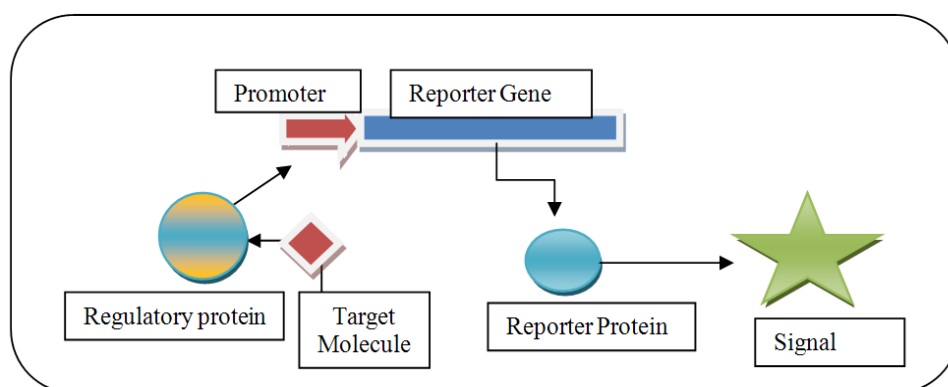 Promoter
Reporter Gene
Regulatory protein
Target
Molecule
Reporter Protein
Signal